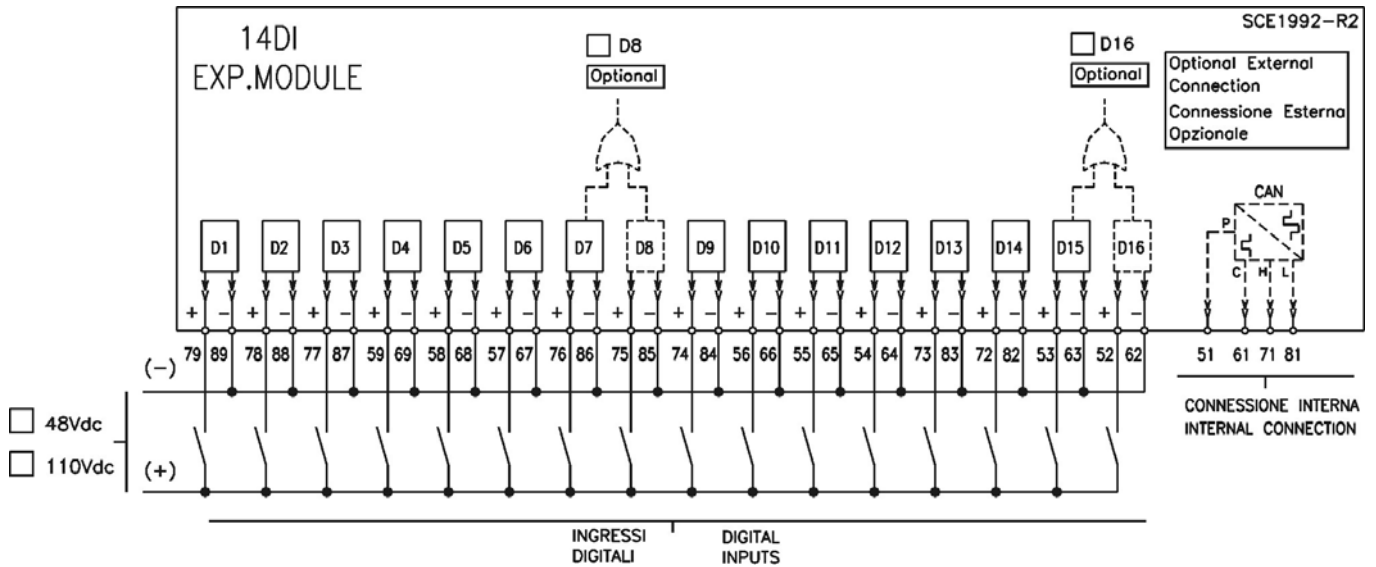 SCE1992-R2
14DI
EXP.MODULE
D8
Optional
D16
Optional
Optional External
Connection
Connessione Esterna
Opzionale
CAN
P
C H L
D1 D2 D3 D4 D5 D6 D7 D8 D9 D10 D11 D12 D13 D14 D15 D16
+ - + - + - + - + - + - + - + - + - + - + - + - + - + - + - + -
79 89 78 88 77 87 59 69 58 68 57 67 76 86 75 85 74 84 56 66 55 65 54 64 73 83 72 82 53 63 52 62 51 61 71 81
(-)
CONNESSIONE INTERNA
INTERNAL CONNECTION
48Vdc
110Vdc
(+)
INGRESSI
DIGITALI
DIGITAL
INPUTS